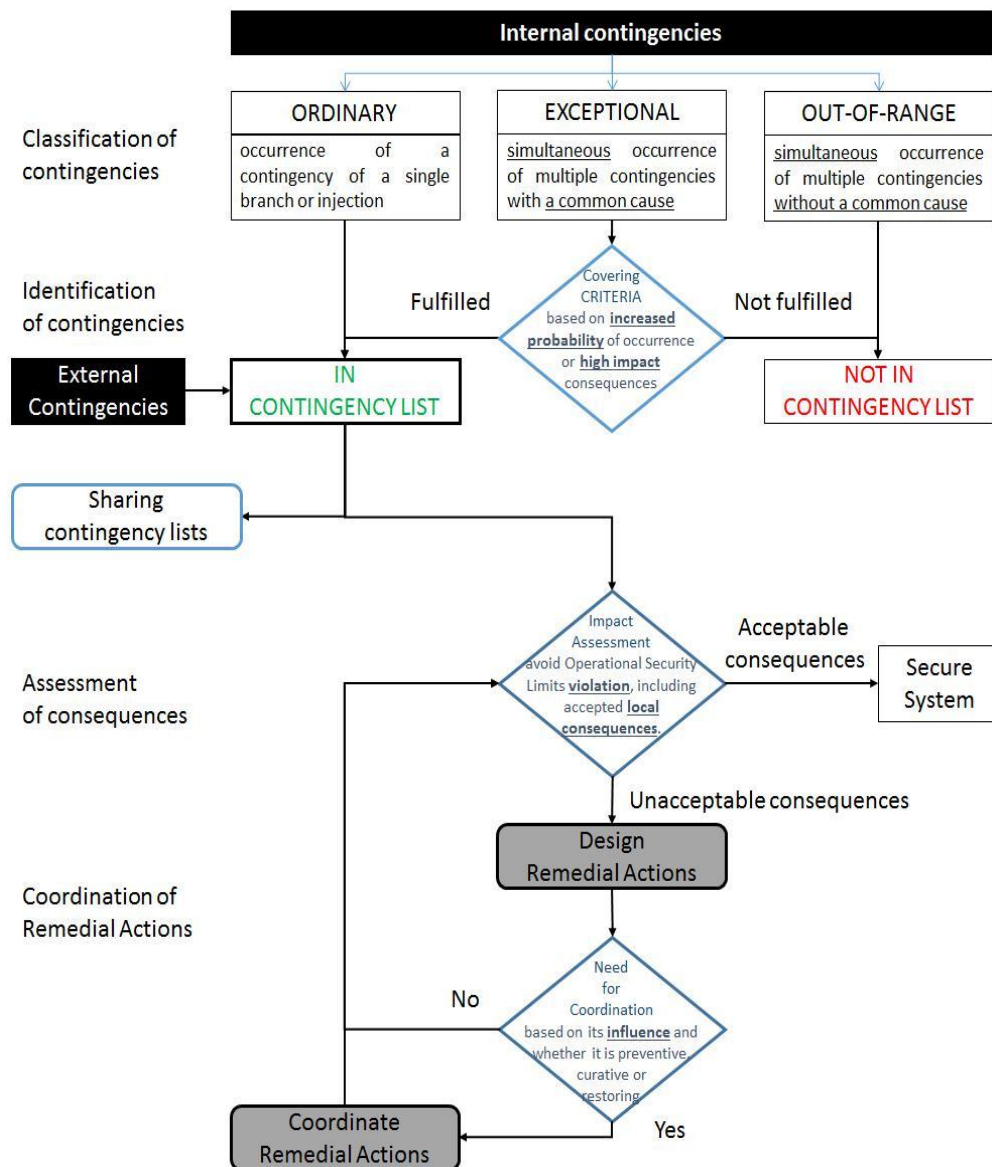 Internal contingencies
Classification of
contingencies
ORDINARY
occurrence of a
contingency of a single
branch or injection
EXCEPTIONAL
simultaneous occurrence
of multiple contingencies
with a common cause
OUT-OF-RANGE
simultaneous occurrence
of multiple contingencies
without a common cause
Identification
of contingencies
Fulfilled
Covering
CRITERIA
based on increased
probability of occurrence
or high impact
consequences
Not fulfilled
External
Contingencies
IN
CONTINGENCY LIST
NOT IN
CONTINGENCY LIST
Sharing
contingency lists
Assessment
of consequences
Impact
Assessment
avoid Operational Security
Limits violation, including
accepted local
consequences.
Acceptable
consequences
Secure
System
Unacceptable consequences
Design
Remedial Actions
Coordination of
Remedial Actions
No
Need
for
Coordination
based on its influence and
whether it is preventive,
curative or
restoring
Yes
Coordinate
Remedial Actions